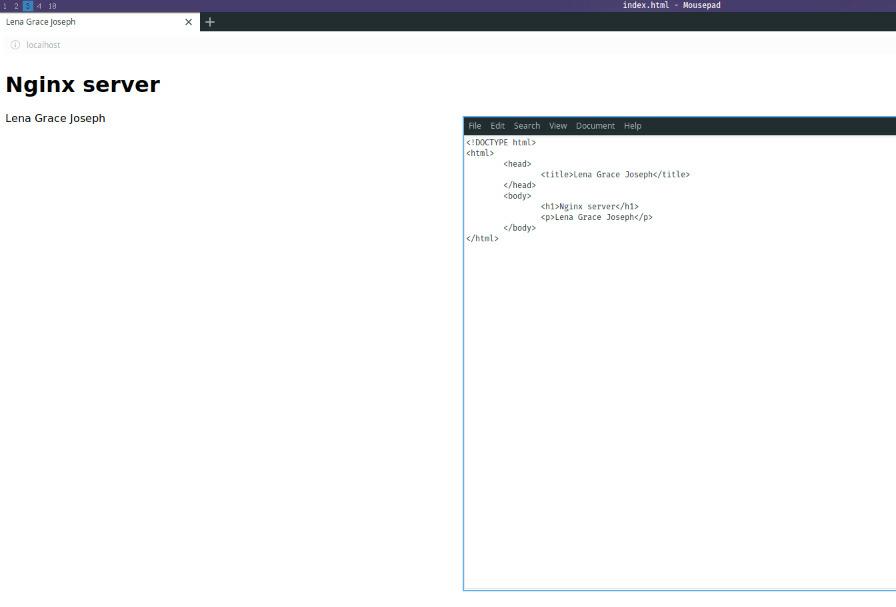 1 2 3 4 10
index.html - Mousepad
Lena Grace Joseph
localhost
Nginx server
Lena Grace Joseph
File Edit Search View Document Help
<!DOCTYPE html>
<html>
<head>
<title>Lena Grace Joseph</title>
</head>
<body>
<h1>Nginx server</h1>
<p>Lena Grace Joseph</p>
</body>
</html>